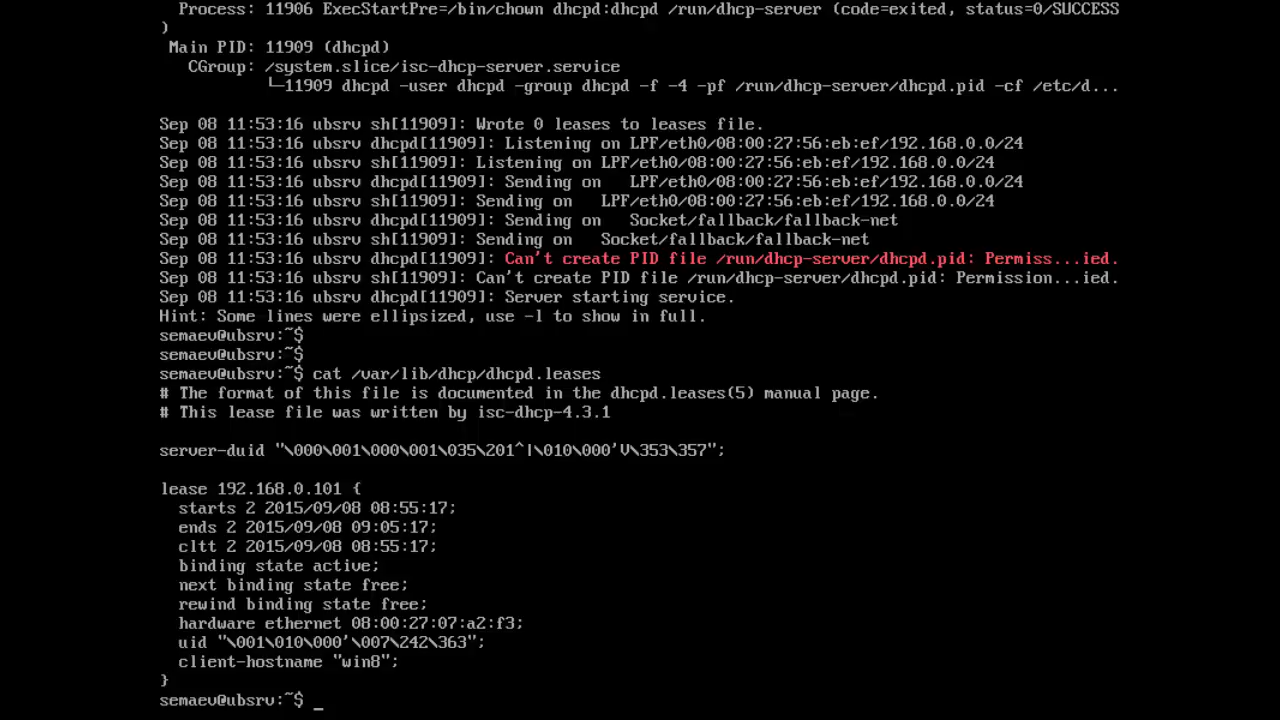 Process: 11906 ExecStartPre=/bin/chown dhcpd:dhcpd /run/dhcp-server (code=exited, status=0/SUCCESS
)
Main PID: 11909 (dhcpd)
CGroup: /system.slice/isc-dhcp-server.service
└─11909 dhcpd -user dhcpd -group dhcpd -f -4 -pf /run/dhcp-server/dhcpd.pid -cf /etc/d...

Sep 08 11:53:16 ubsrv sh[11909]: Wrote 0 leases to leases file.
Sep 08 11:53:16 ubsrv dhcpd[11909]: Listening on LPF/eth0/08:00:27:56:eb:ef/192.168.0.0/24
Sep 08 11:53:16 ubsrv sh[11909]: Listening on LPF/eth0/08:00:27:56:eb:ef/192.168.0.0/24
Sep 08 11:53:16 ubsrv dhcpd[11909]: Sending on   LPF/eth0/08:00:27:56:eb:ef/192.168.0.0/24
Sep 08 11:53:16 ubsrv sh[11909]: Sending on   LPF/eth0/08:00:27:56:eb:ef/192.168.0.0/24
Sep 08 11:53:16 ubsrv dhcpd[11909]: Sending on   Socket/fallback/fallback-net
Sep 08 11:53:16 ubsrv sh[11909]: Sending on   Socket/fallback/fallback-net
Sep 08 11:53:16 ubsrv dhcpd[11909]: Can't create PID file /run/dhcp-server/dhcpd.pid: Permiss...ied.
Sep 08 11:53:16 ubsrv sh[11909]: Can't create PID file /run/dhcp-server/dhcpd.pid: Permission...ied.
Sep 08 11:53:16 ubsrv dhcpd[11909]: Server starting service.
Hint: Some lines were ellipsized, use -l to show in full.
semaev@ubsrv:~$
semaev@ubsrv:~$
semaev@ubsrv:~$ cat /var/lib/dhcp/dhcpd.leases
# The format of this file is documented in the dhcpd.leases(5) manual page.
# This lease file was written by isc-dhcp-4.3.1

server-duid "\000\001\000\001\035\201^|\010\000'V\353\357";

lease 192.168.0.101 {
  starts 2 2015/09/08 08:55:17;
  ends 2 2015/09/08 09:05:17;
  cltt 2 2015/09/08 08:55:17;
  binding state active;
  next binding state free;
  rewind binding state free;
  hardware ethernet 08:00:27:07:a2:f3;
  uid "\001\010\000'\007\242\363";
  client-hostname "win8";
}
semaev@ubsrv:~$ _